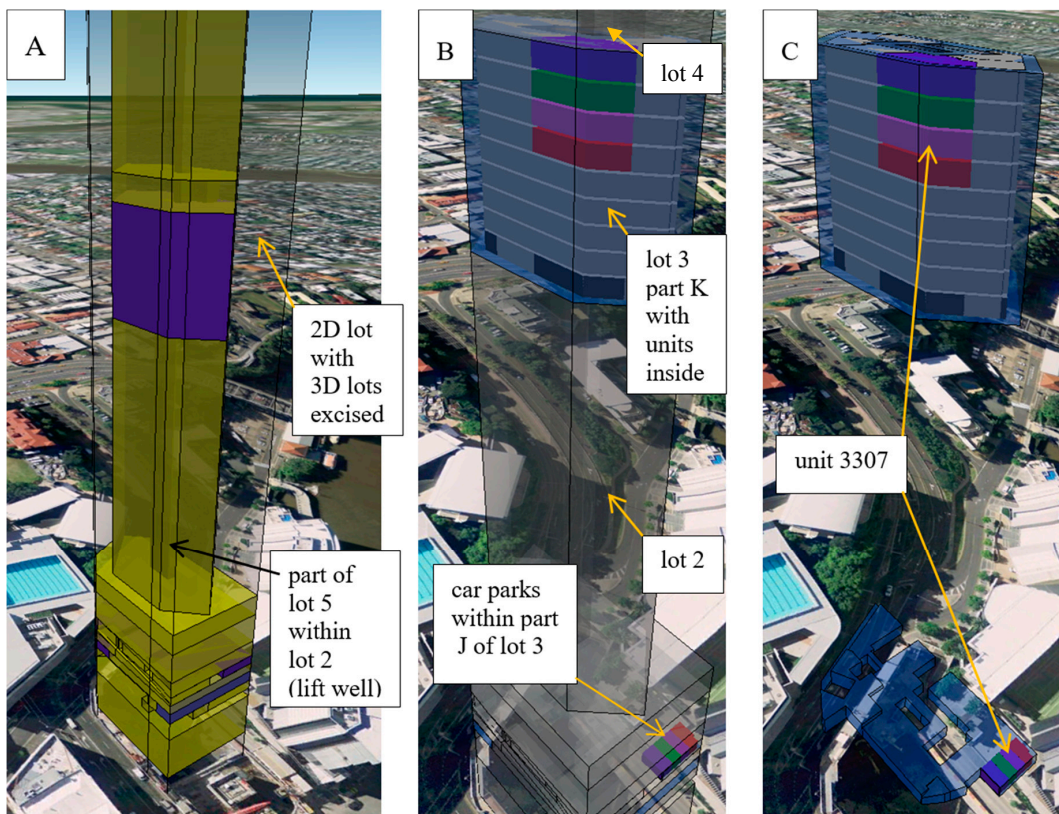 A
2D lot
with
3D lots
excised
part of
lot 5
within
lot 2
(lift well)
B
lot 4
lot 3
part K
with
units
inside
lot 2
car parks
within part
J of lot 3
C
unit 3307